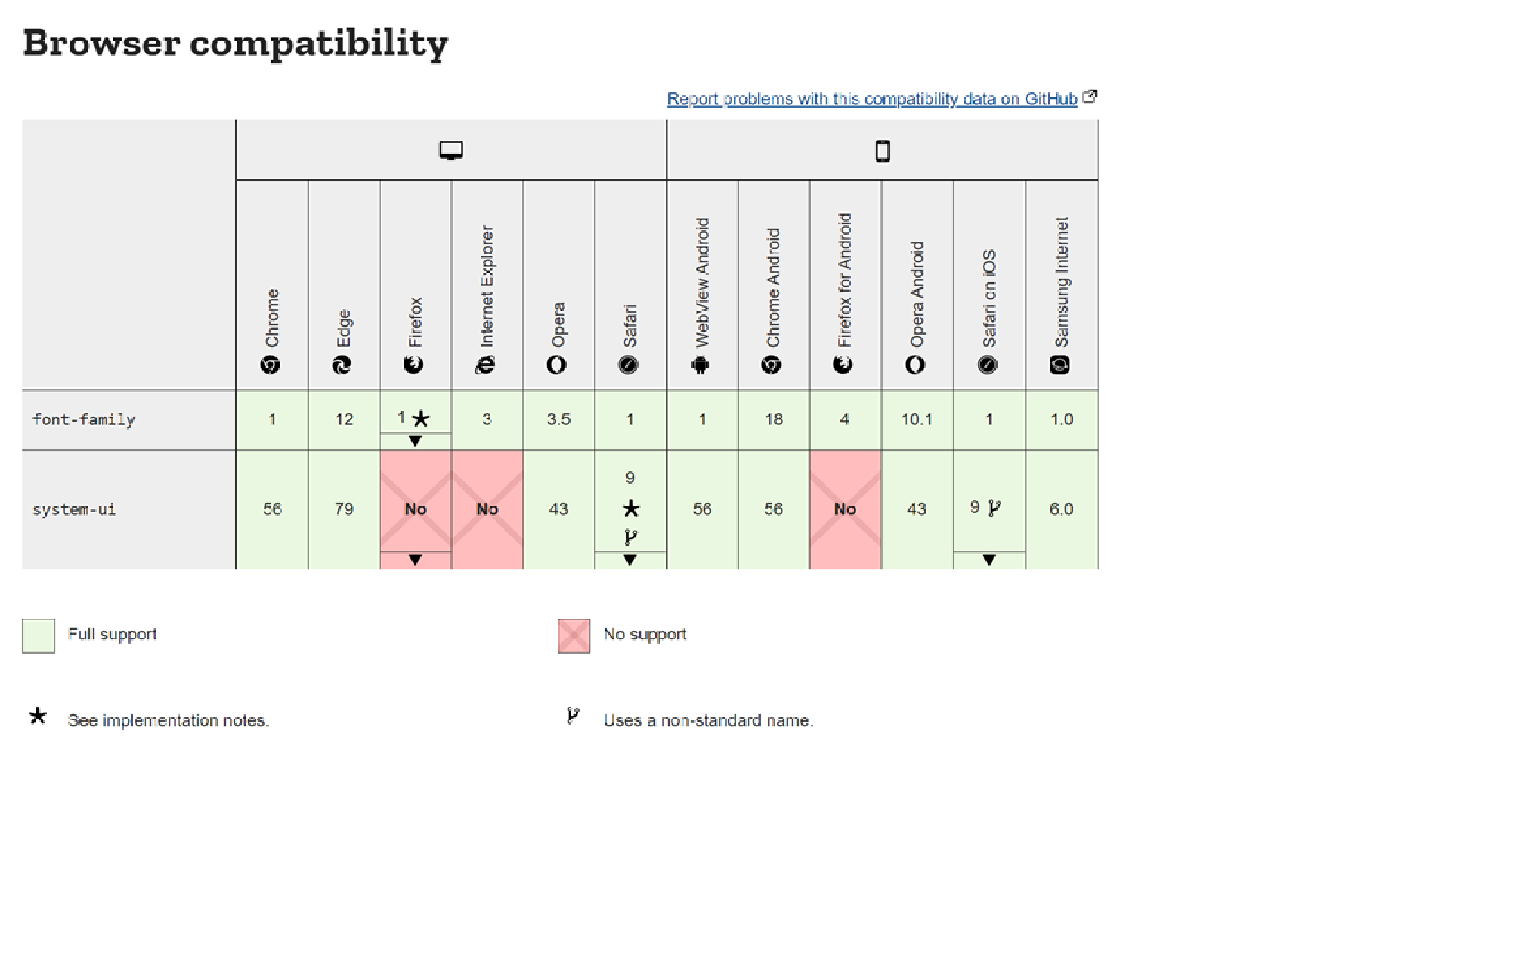 Browser compatibility
Report problems with this compatibility data on GitHub
Chrome
Edge
Firefox
Internet Explorer
Opera
Safari
WebView Android
Chrome Android
Firefox for Android
Opera Android
Safari on iOS
Samsung Internet
font-family 1 12 1 ★ 3 3.5 1 1 18 4 10.1 1 1.0
▼
system-ui 56 79 No No 43 9 ★ 56 56 No 43 9 6.0
▼ ▼ ▼
Full support No support
★ See implementation notes. Uses a non-standard name.